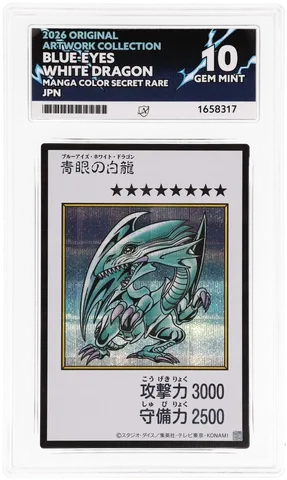 2026 ORIGINAL
ARTWORK COLLECTION
BLUE-EYES
WHITE DRAGON
MANGA COLOR SECRET RARE
JPN
10
GEM MINT
1658317
ブルーアイズ・ホワイト・ドラゴン
青眼の白龍
★★★★★★★★
こうげきりょく
攻撃力 3000
しゅびりょく
守備力 2500
©スタジオ・ダイス/集英社・テレビ東京・KONAMI